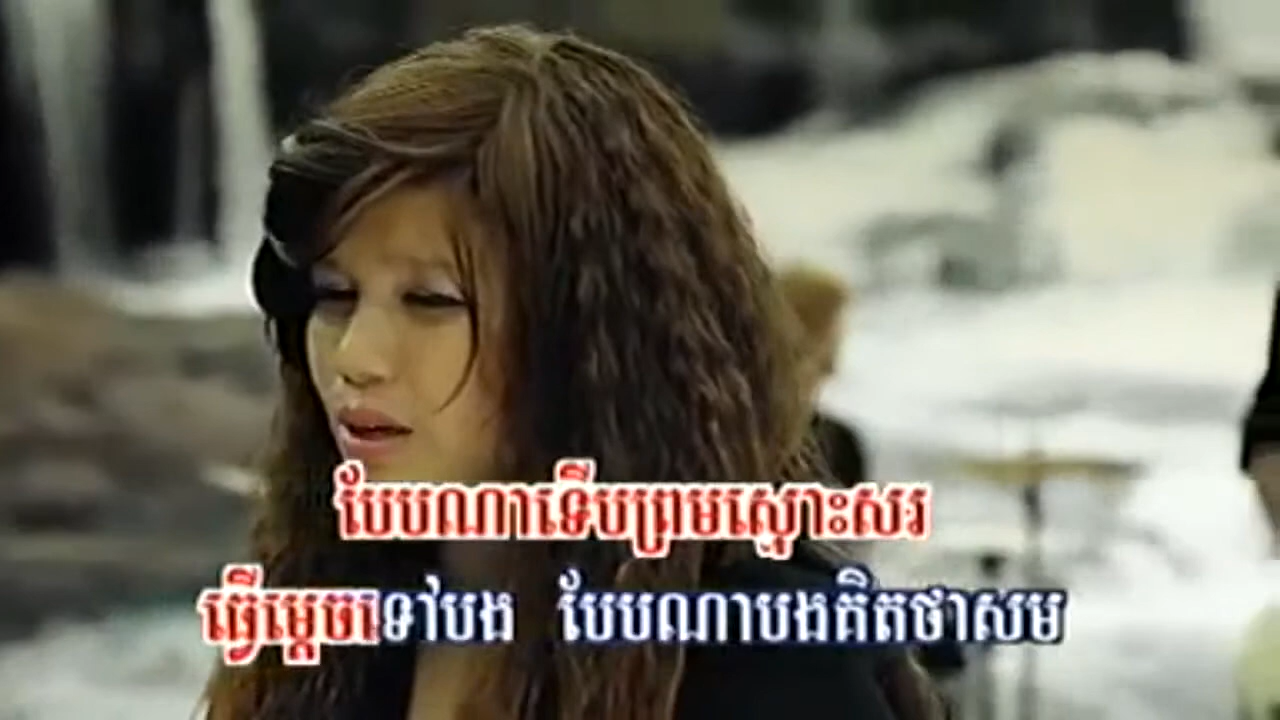 បែបណាទើបព្រមស្មោះសរ
ធ្វើម្ដេចទៅបង បែបណាបងគិតថាសម